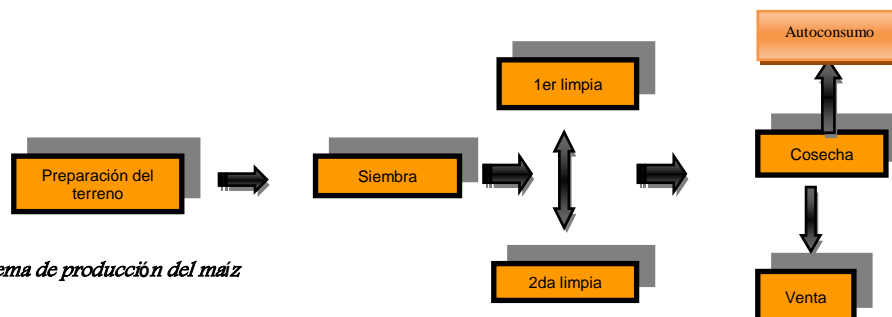 Autoconsumo
1er limpia
Cosecha
Preparación del
terreno
Siembra
ema de producción del maíz
2da limpia
Venta